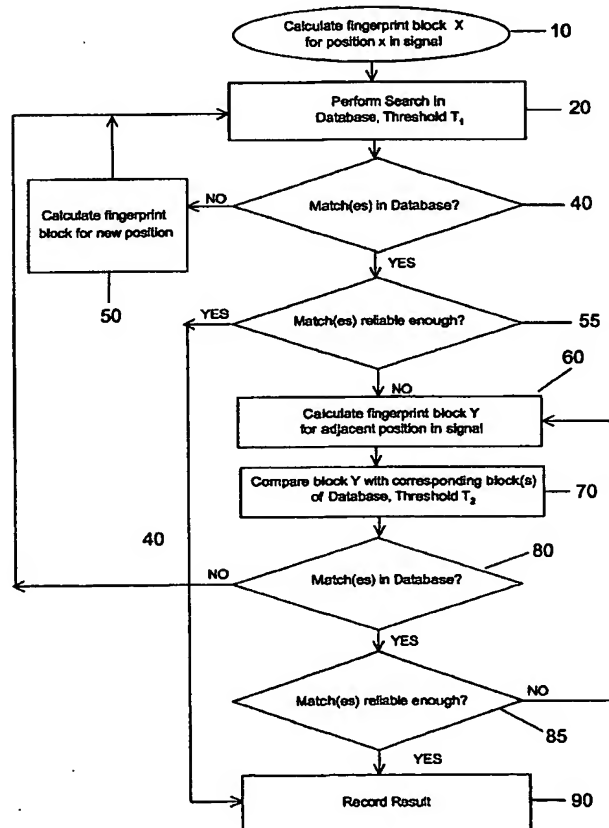 Calculate fingerprint block X
for position x in signal
10
Perform Search in
Database, Threshold T₁
20
NO
Match(es) in Database?
40
Calculate fingerprint
block for new position
YES
50
YES
Match(es) reliable enough?
55
NO
60
Calculate fingerprint block Y
for adjacent position in signal
Compare block Y with corresponding block(s)
of Database, Threshold T₂
70
40
80
NO
Match(es) in Database?
YES
NO
Match(es) reliable enough?
85
YES
Record Result
90